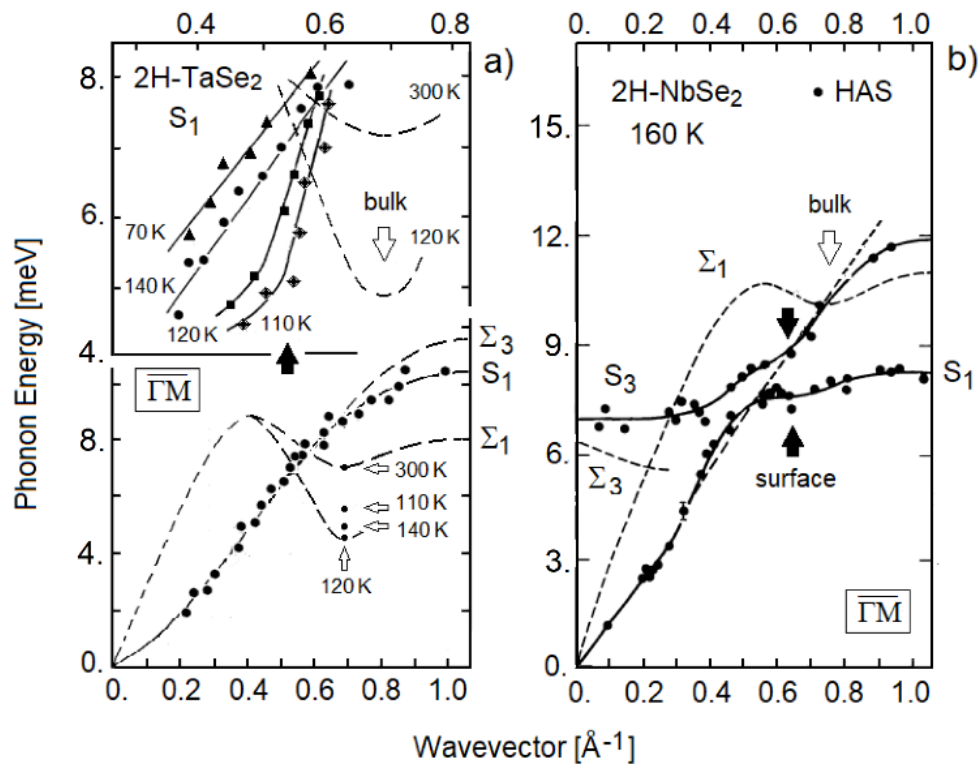 0.4 0.6 0.8
a)
2H-TaSe2
S1
300 K
bulk
120 K
70 K
140 K
120 K
110 K
8.
6.
4.
ΓM
Σ3
S1
Σ1
300 K
110 K
140 K
120 K
8.
4.
0.
0. 0.2 0.4 0.6 0.8 1.0
Phonon Energy [meV]
0. 0.2 0.4 0.6 0.8 1.0
b)
2H-NbSe2 HAS
160 K
bulk
Σ1
S3
S1
Σ3
surface
ΓM
15.
12.
9.
6.
3.
0.
0. 0.2 0.4 0.6 0.8 1.0
Wavevector [Å-1]